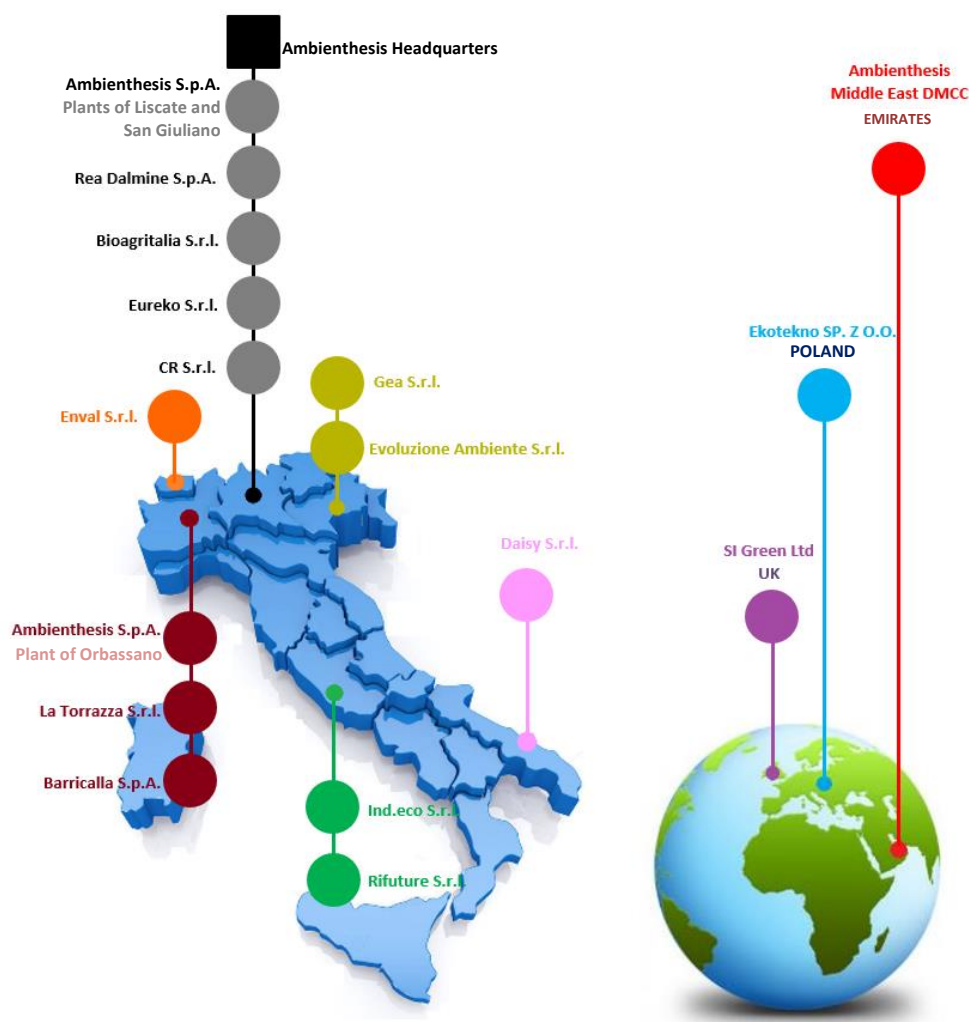 Ambienthesis Headquarters
Ambienthesis S.p.A.
Plants of Liscate and
San Giuliano
Rea Dalmine S.p.A.
Bioagritalia S.r.l.
Eureko S.r.l.
CR S.r.l.
Gea S.r.l.
Enval S.r.l.
Evoluzione Ambiente S.r.l.
Daisy S.r.l.
Ambienthesis S.p.A.
Plant of Orbassano
La Torrazza S.r.l.
Barricalla S.p.A.
Ind.eco S.r.l.
Rifuture S.r.l.
Ambienthesis
Middle East DMCC
EMIRATES
Ekotekno SP. Z O.O.
POLAND
SI Green Ltd
UK